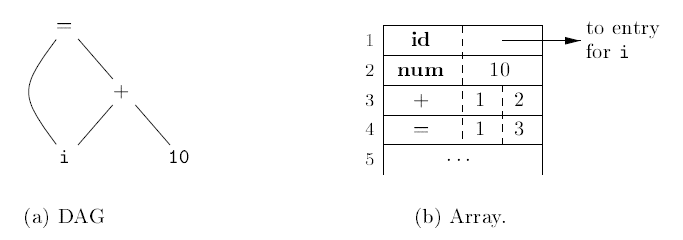 =
+
i 10
(a) DAG
1 id to entry for i
2 num 10
3 + 1 2
4 = 1 3
5 ...
(b) Array.